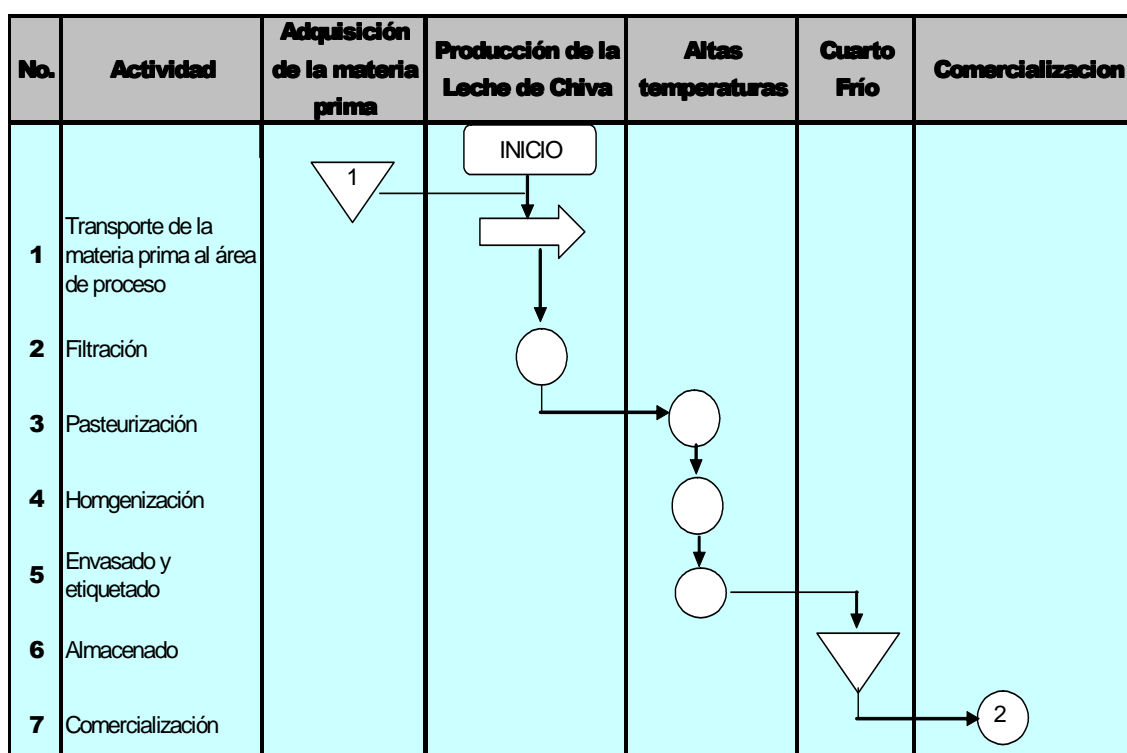 No.
Actividad
Adquisición
de la materia
prima
Producción de la
Leche de Chiva
Altas
temperaturas
Cuarto
Frío
Comercializacion
INICIO
1
1
Transporte de la
materia prima al área
de proceso
2
Filtración
3
Pasteurización
4
Homgenización
5
Envasado y
etiquetado
6
Almacenado
7
Comercialización
2